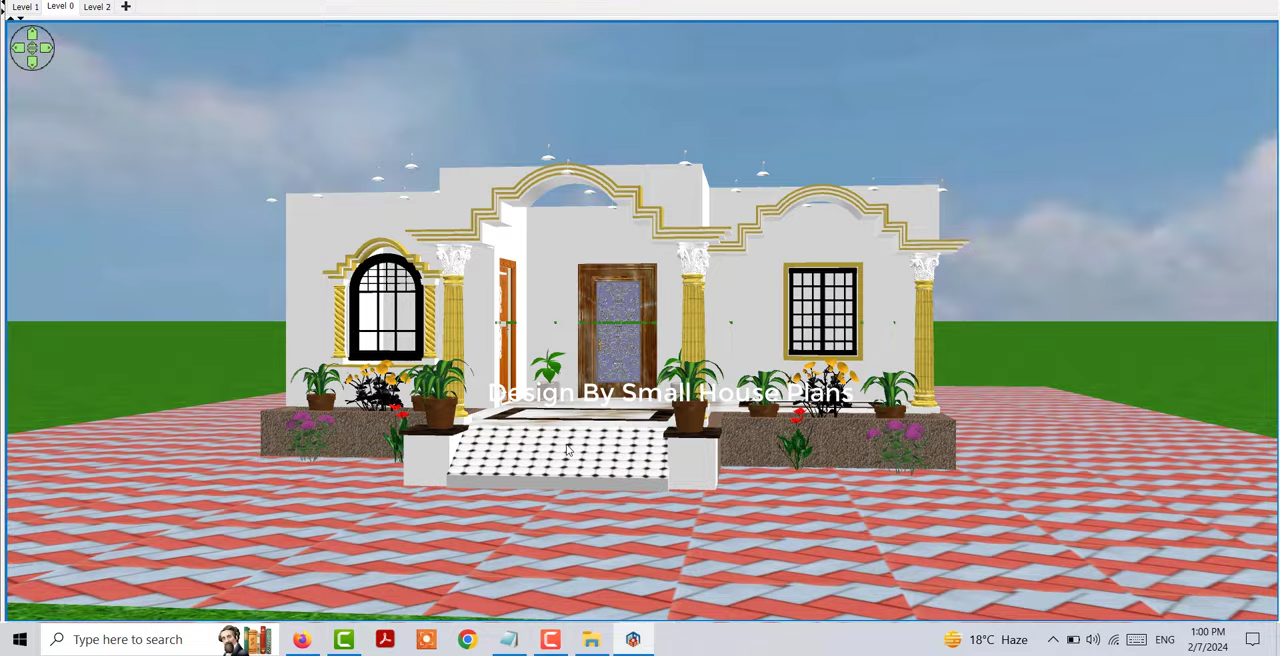 Level 1 Level 0 Level 2
Design By Small House Plans
Type here to search
18°C Haze
ENG
1:00 PM
2/7/2024